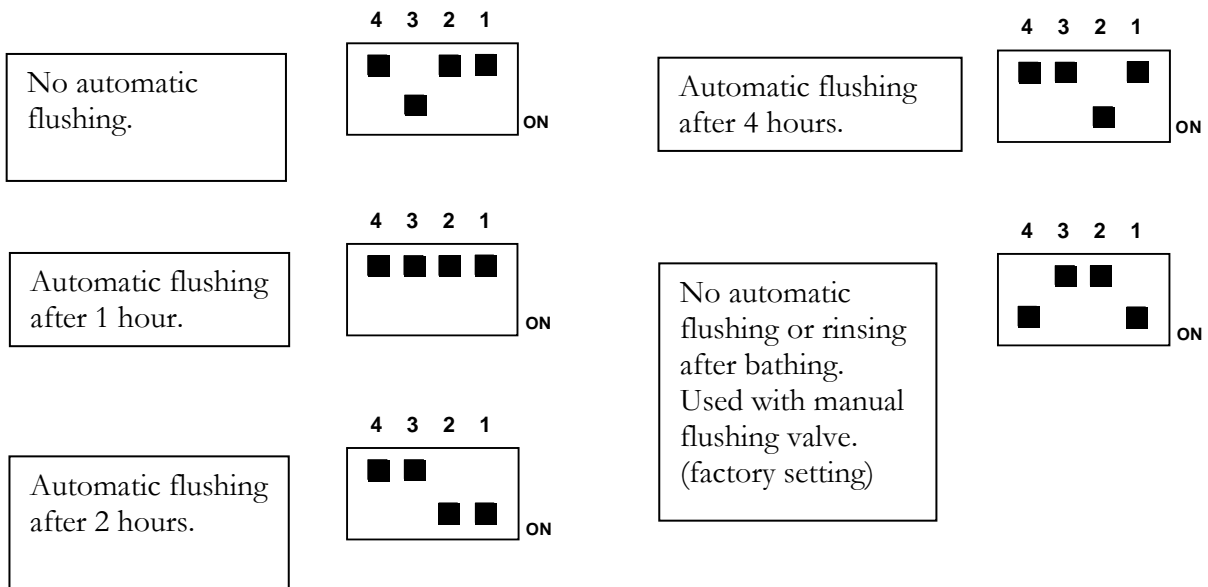 4 3 2 1
No automatic
flushing.
ON
4 3 2 1
Automatic flushing
after 1 hour.
ON
4 3 2 1
Automatic flushing
after 2 hours.
ON
4 3 2 1
Automatic flushing
after 4 hours.
ON
4 3 2 1
No automatic
flushing or rinsing
after bathing.
Used with manual
flushing valve.
(factory setting)
ON